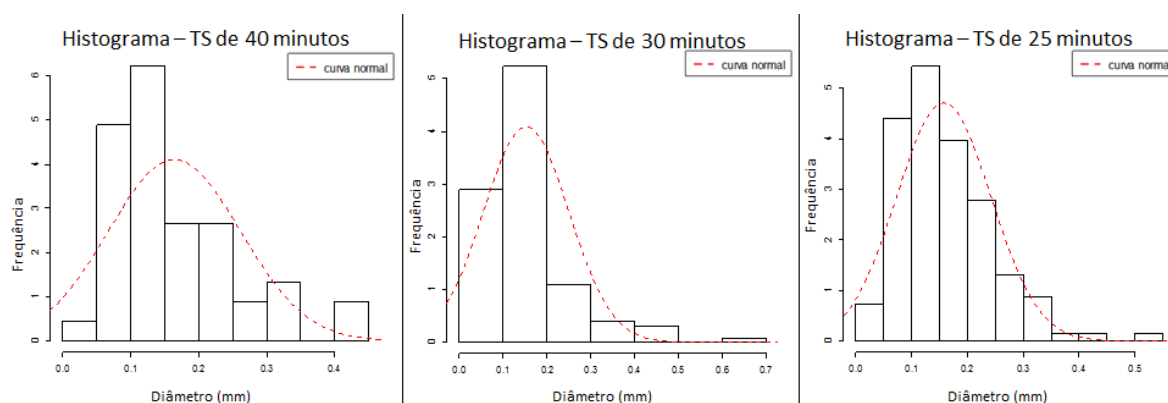 Histograma – TS de 40 minutos
curva normal
Frequência
6
5
4
3
2
1
0
0.0 0.1 0.2 0.3 0.4
Diâmetro (mm)
Histograma – TS de 30 minutos
curva normal
Frequência
5
4
3
2
1
0
0.0 0.1 0.2 0.3 0.4 0.5 0.6 0.7
Diâmetro (mm)
Histograma – TS de 25 minutos
curva normal
Frequência
5
4
3
2
1
0
0.0 0.1 0.2 0.3 0.4 0.5
Diâmetro (mm)